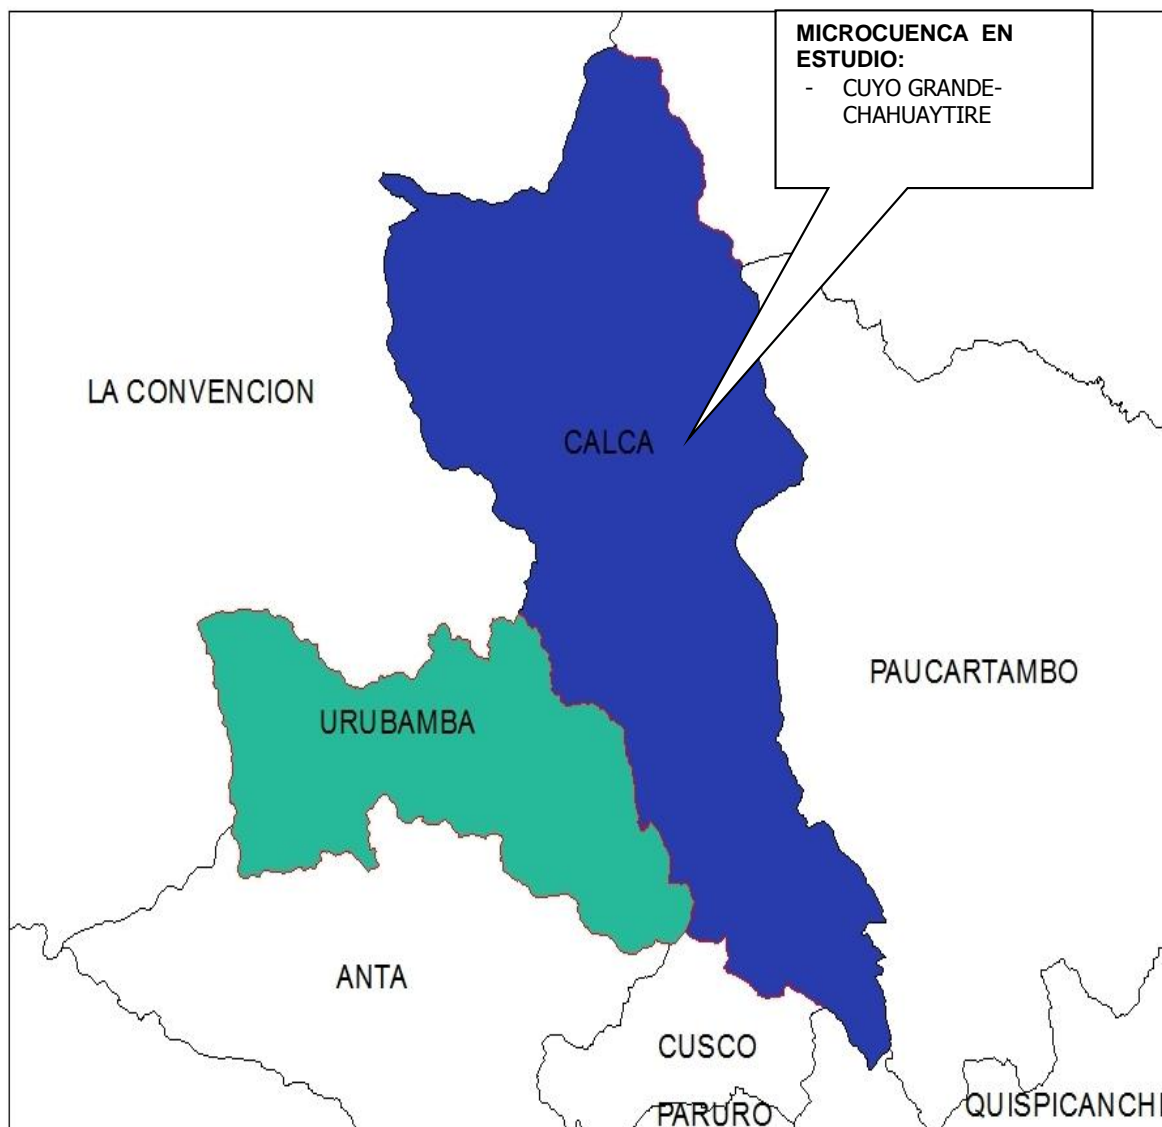 MICROCUENCA EN
ESTUDIO:
- CUYO GRANDE-
CHAHUAYTIRE
LA CONVENCION
CALCA
PAUCARTAMBO
URUBAMBA
ANTA
CUSCO
PARURO
QUISPICANCHI